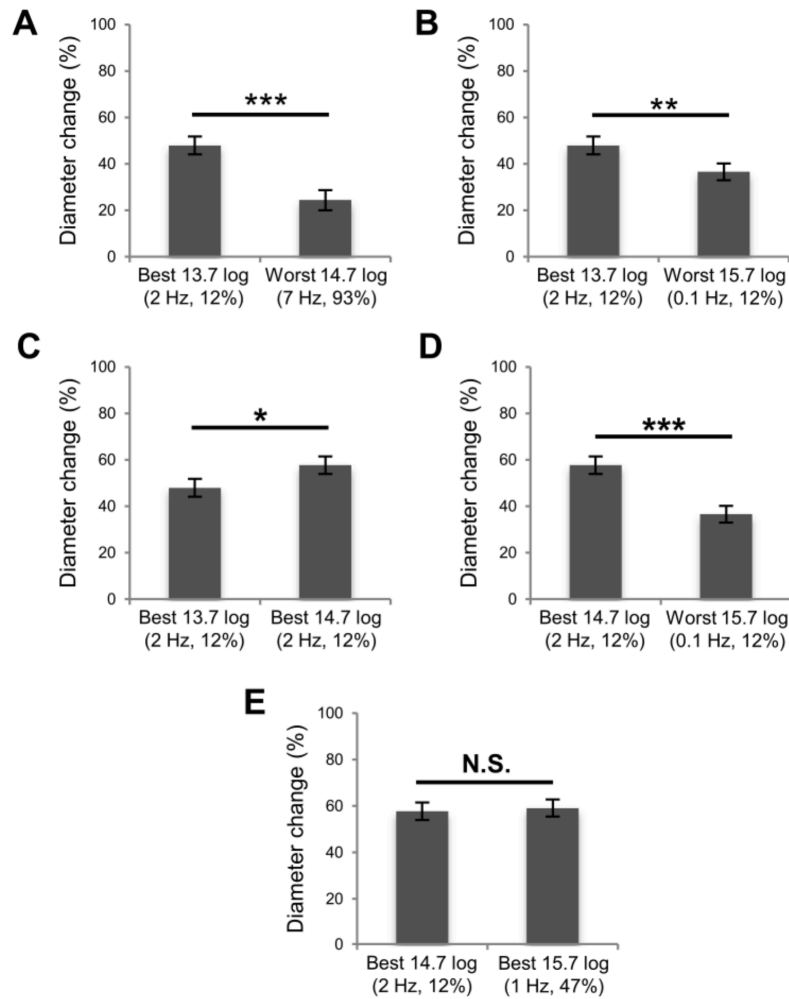 A
Diameter change (%)
100
80
60
40
20
0
***
Best 13.7 log
(2 Hz, 12%)
Worst 14.7 log
(7 Hz, 93%)
B
Diameter change (%)
100
80
60
40
20
0
**
Best 13.7 log
(2 Hz, 12%)
Worst 15.7 log
(0.1 Hz, 12%)
C
Diameter change (%)
100
80
60
40
20
0
*
Best 13.7 log
(2 Hz, 12%)
Best 14.7 log
(2 Hz, 12%)
D
Diameter change (%)
100
80
60
40
20
0
***
Best 14.7 log
(2 Hz, 12%)
Worst 15.7 log
(0.1 Hz, 12%)
E
Diameter change (%)
100
80
60
40
20
0
N.S.
Best 14.7 log
(2 Hz, 12%)
Best 15.7 log
(1 Hz, 47%)